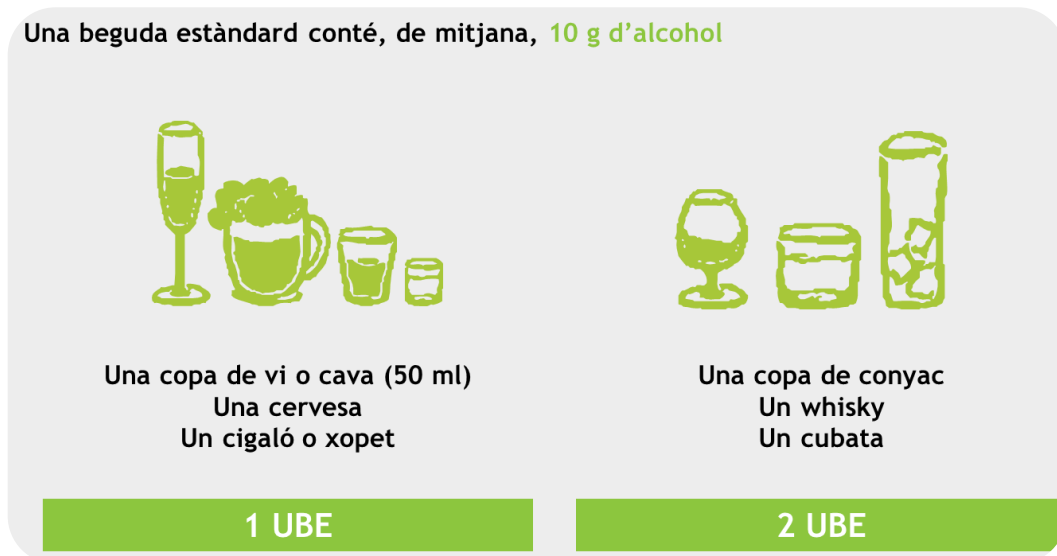 Una beguda estàndard conté, de mitjana, 10 g d’alcohol
Una copa de vi o cava (50 ml)
Una cervesa
Un cigaló o xopet
1 UBE
Una copa de conyac
Un whisky
Un cubata
2 UBE